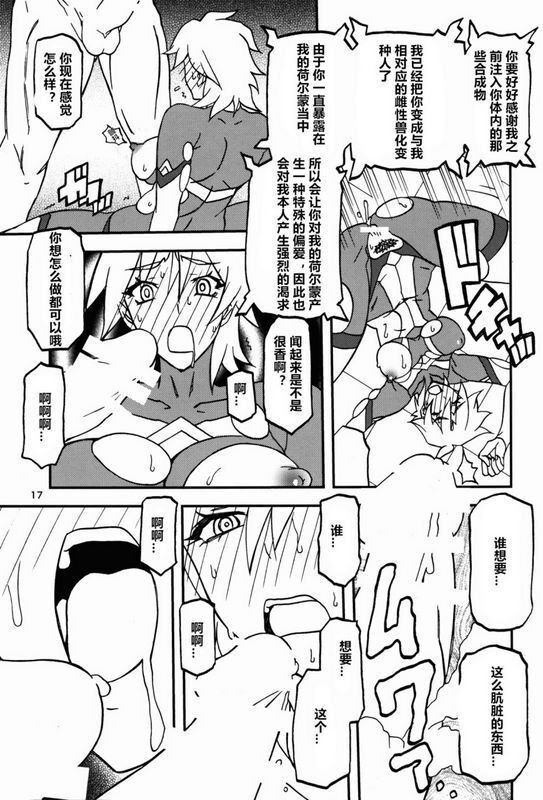 你要好好感谢我之
前注入你体内的那
些合成物
我已经把你变成与我
相对应的雌性兽化变
种人了
由于你一直暴露在
我的荷尔蒙当中
所以会让你对我的荷尔蒙产
生一种特殊的偏爱，因此也
会对我本人产生强烈的渴求
你现在感觉
怎么样？
闻起来是不是
很香啊？
啊…
你想怎么做都可以哦
啊啊啊…
17
谁想要…
这么肮脏的东西…
谁…
想要…
这个…
啊啊…
啊啊…